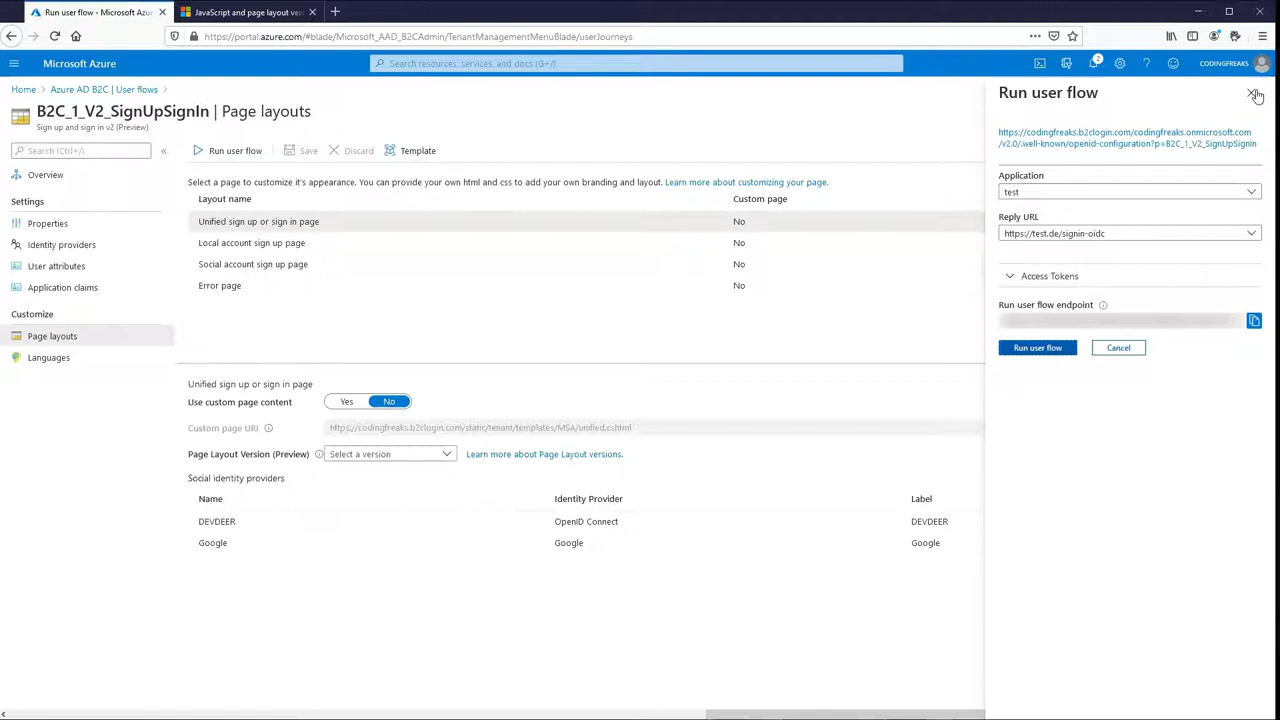 Run user flow - Microsoft Azu
JavaScript and page layout ver
https://portal.azure.com/#blade/Microsoft_AAD_B2CAdmin/TenantManagementMenuBlade/userJourneys
Microsoft Azure
Search resources, services, and docs (G+/)
2
CODINGFREAKS
Home > Azure AD B2C | User flows >
B2C_1_V2_SignUpSignIn | Page layouts
Sign up and sign in v2 (Preview)
Search (Ctrl+/)
«
Overview
Settings
Properties
Identity providers
User attributes
Application claims
Customize
Page layouts
Languages
Run user flow
Save
Discard
Template
Select a page to customize it's appearance. You can provide your own html and css to add your own branding and layout. Learn more about customizing your page.
Layout name Custom page
Unified sign up or sign in page No
Local account sign up page No
Social account sign up page No
Error page No
Unified sign up or sign in page
Use custom page content Yes No
Custom page URI https://codingfreaks.b2clogin.com/static/tenant/templates/MSA/unified.cshtml
Page Layout Version (Preview) Select a version Learn more about Page Layout versions.
Social identity providers
Name Identity Provider Label
DEVDEER OpenID Connect DEVDEER
Google Google Google
Run user flow
https://codingfreaks.b2clogin.com/codingfreaks.onmicrosoft.com
/v2.0/.well-known/openid-configuration?p=B2C_1_V2_SignUpSignIn
Application
test
Reply URL
https://test.de/signin-oidc
Access Tokens
Run user flow endpoint
Run user flow Cancel